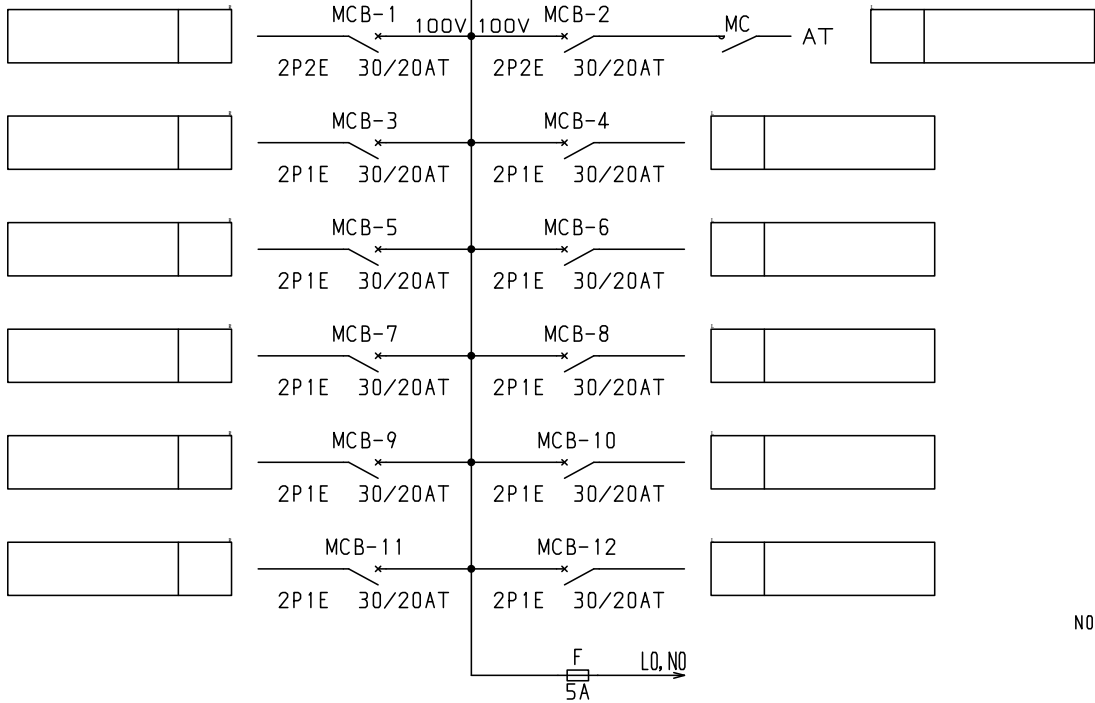 MCB-1 100V 100V MCB-2 MC AT
2P2E 30/20AT 2P2E 30/20AT
MCB-3 MCB-4
2P1E 30/20AT 2P1E 30/20AT
MCB-5 MCB-6
2P1E 30/20AT 2P1E 30/20AT
MCB-7 MCB-8
2P1E 30/20AT 2P1E 30/20AT
MCB-9 MCB-10
2P1E 30/20AT 2P1E 30/20AT
MCB-11 MCB-12
2P1E 30/20AT 2P1E 30/20AT
NO
F L0,N0
5A